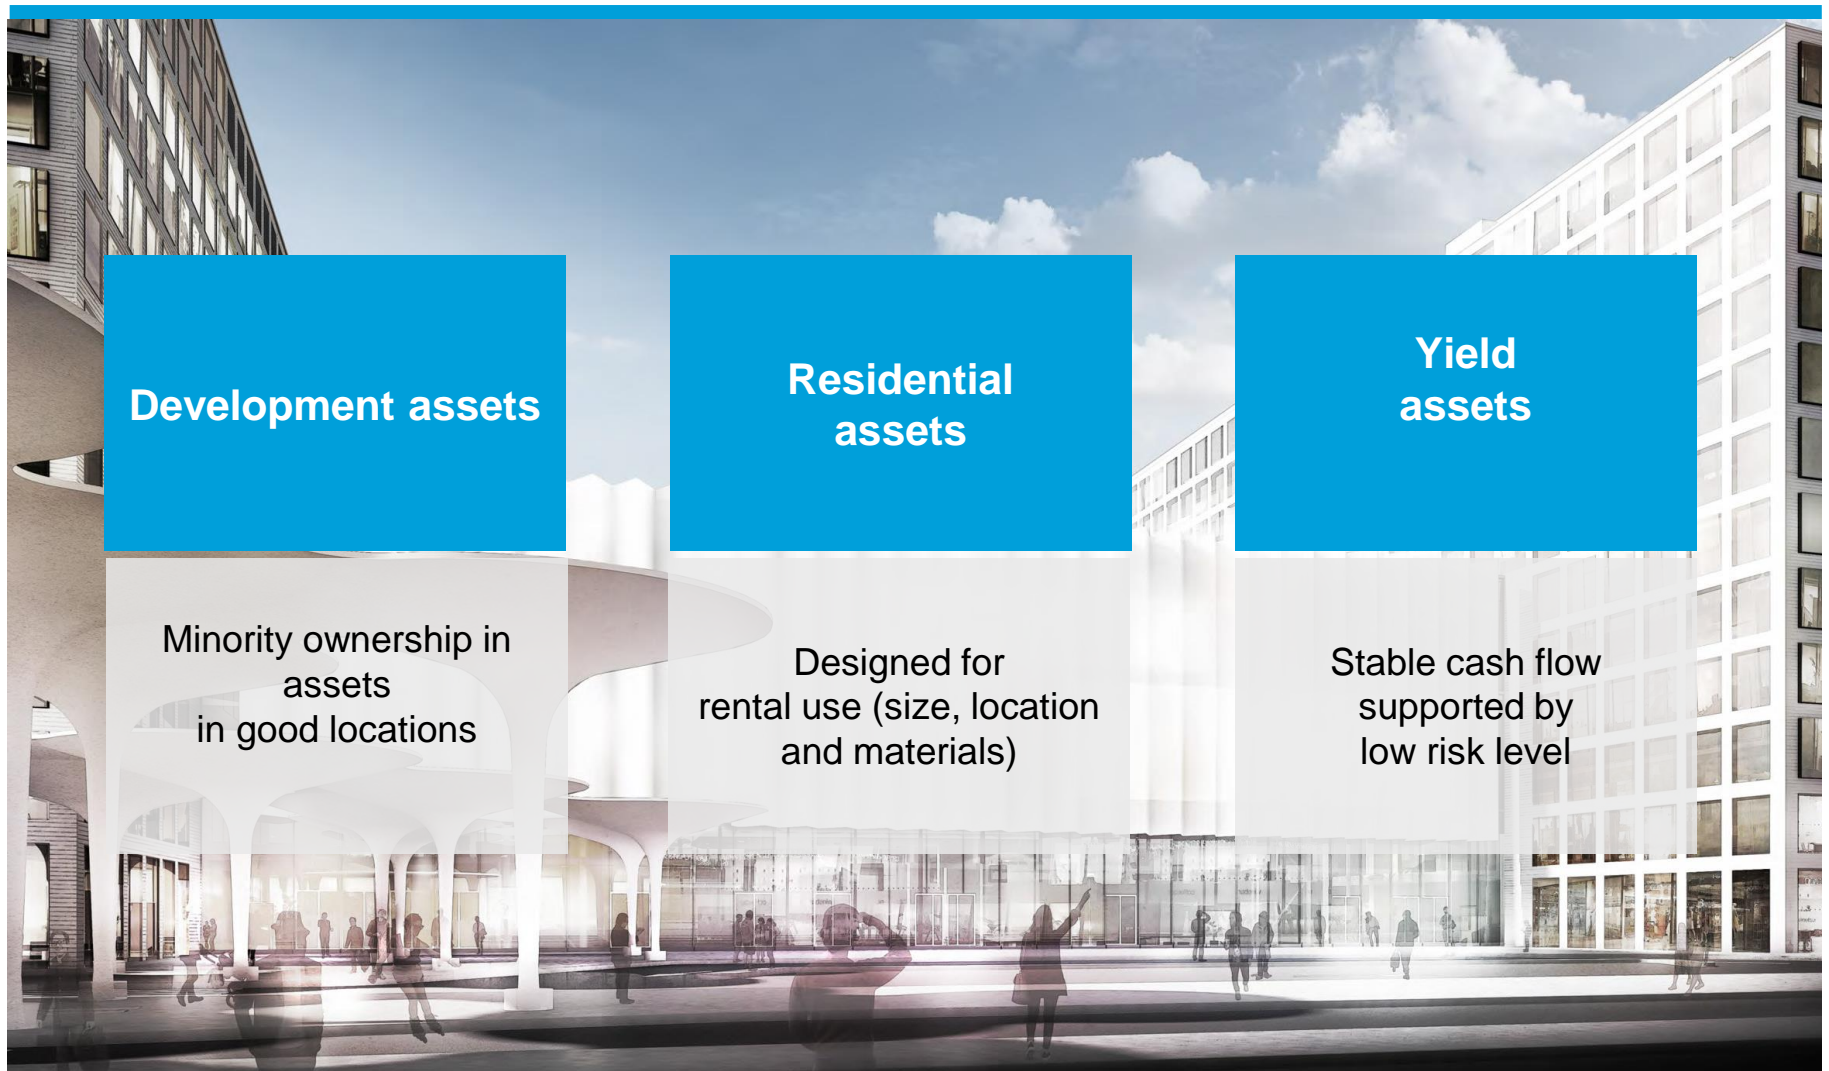 Development assets
Minority ownership in
assets
in good locations
Residential
assets
Designed for
rental use (size, location
and materials)
Yield
assets
Stable cash flow
supported by
low risk level